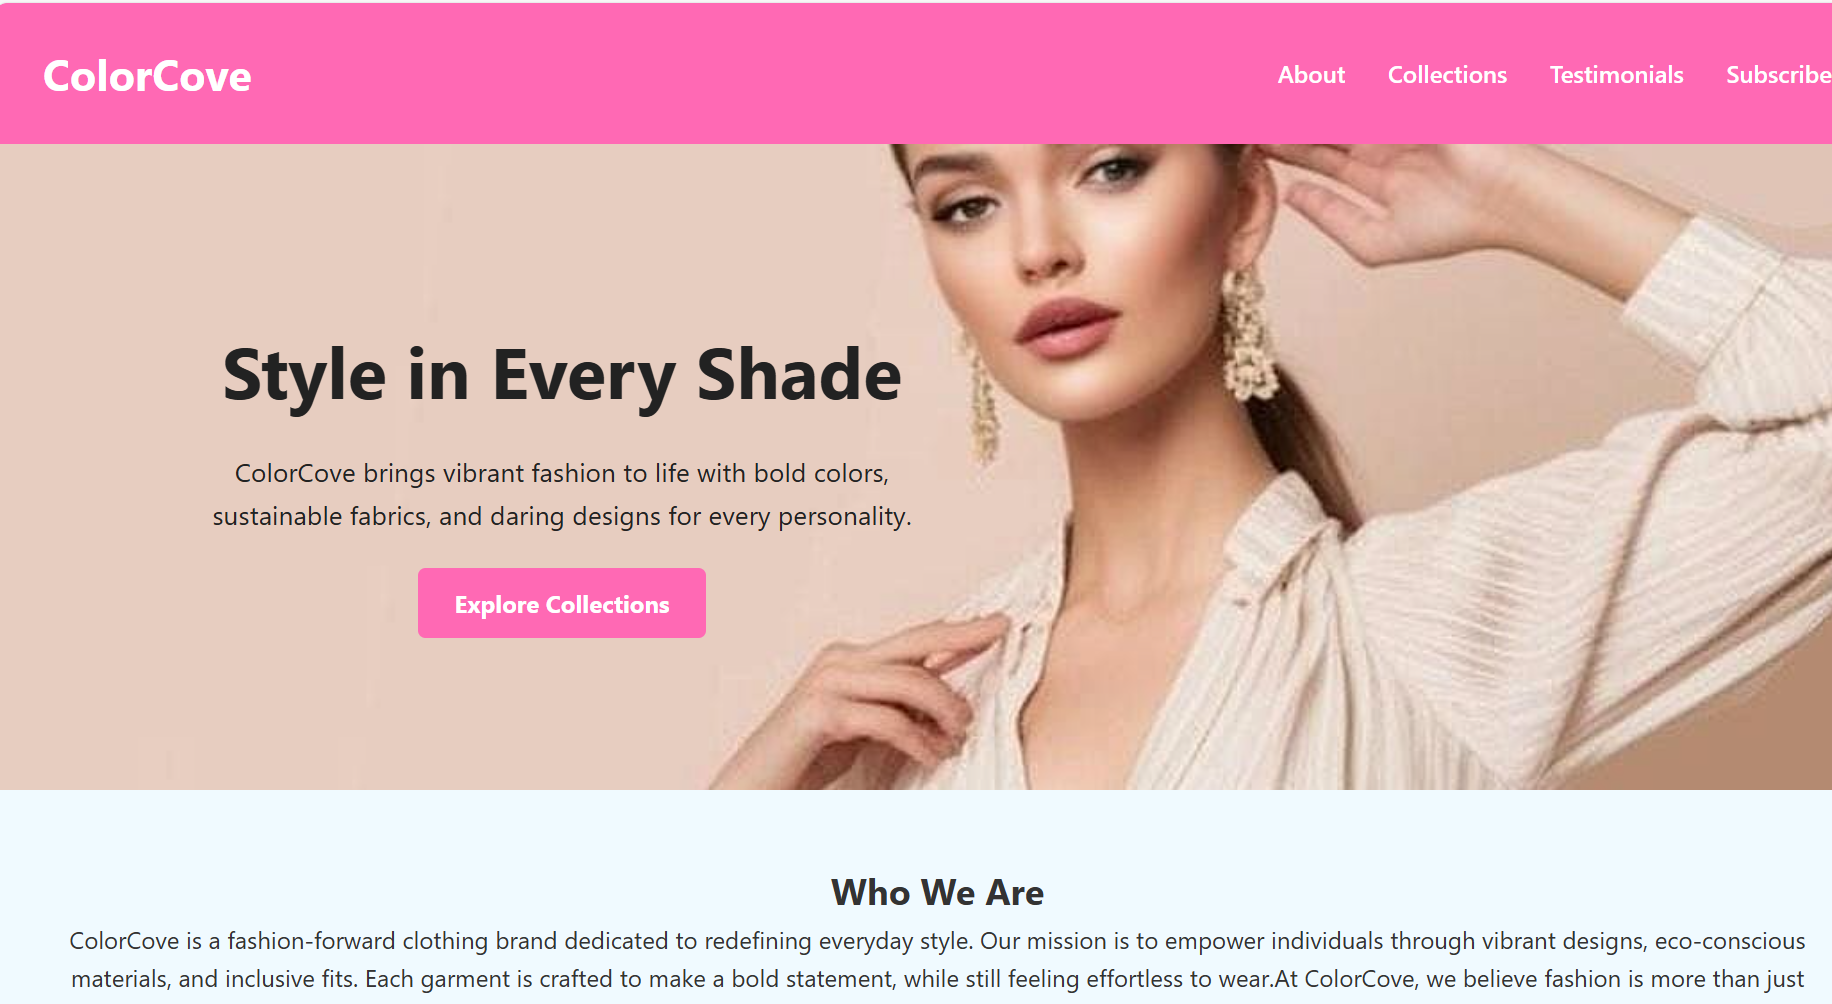 ColorCove
About Collections Testimonials Subscribe
Style in Every Shade
ColorCove brings vibrant fashion to life with bold colors,
sustainable fabrics, and daring designs for every personality.
Explore Collections
Who We Are
ColorCove is a fashion-forward clothing brand dedicated to redefining everyday style. Our mission is to empower individuals through vibrant designs, eco-conscious
materials, and inclusive fits. Each garment is crafted to make a bold statement, while still feeling effortless to wear.At ColorCove, we believe fashion is more than just